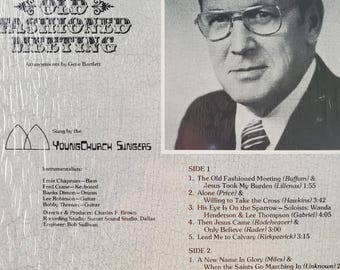 OLD
FASHIONED
MEETING
Arrangements by Gene Bartlett
Sung by the
YOUNGCHURCH SINGERS
Instrumentalists:
Ernie Chapman—Bass
Fred Crane—Keyboard
Banks Dimon—Drums
Lee Robinson—Guitar
Bobby Thomas—Guitar
Director & Producer: Charles F. Brown
Recording Studio: Sunset Sound Studio, Dallas
Engineer: Bob Sullivan
SIDE 1
1. The Old Fashioned Meeting (Buffum) &
Jesus Took My Burden (Lillenas) 3:55
2. Alone (Price) &
Willing to Take the Cross (Hawkins) 3:42
3. His Eye Is On the Sparrow – Soloists: Wanda
Henderson & Lee Thompson (Gabriel) 4:05
4. Then Jesus Came (Rodeheaver) &
Only Believe (Rader) 3:00
5. Lead Me to Calvary (Kirkpatrick) 3:15
SIDE 2
1. A New Name In Glory (Miles) &
When the Saints Go Marching In (Unknown) 2